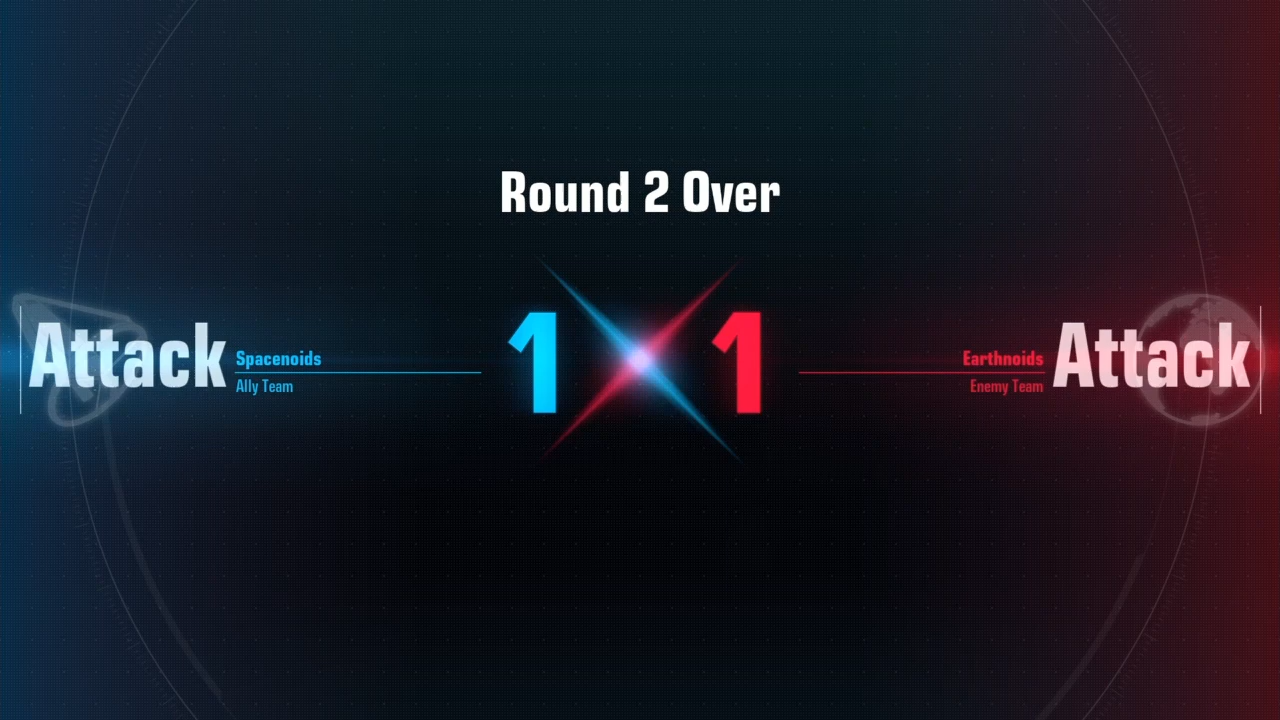 Round 2 Over
Attack
Spacenoids
Ally Team
1
1
Earthnoids
Enemy Team
Attack